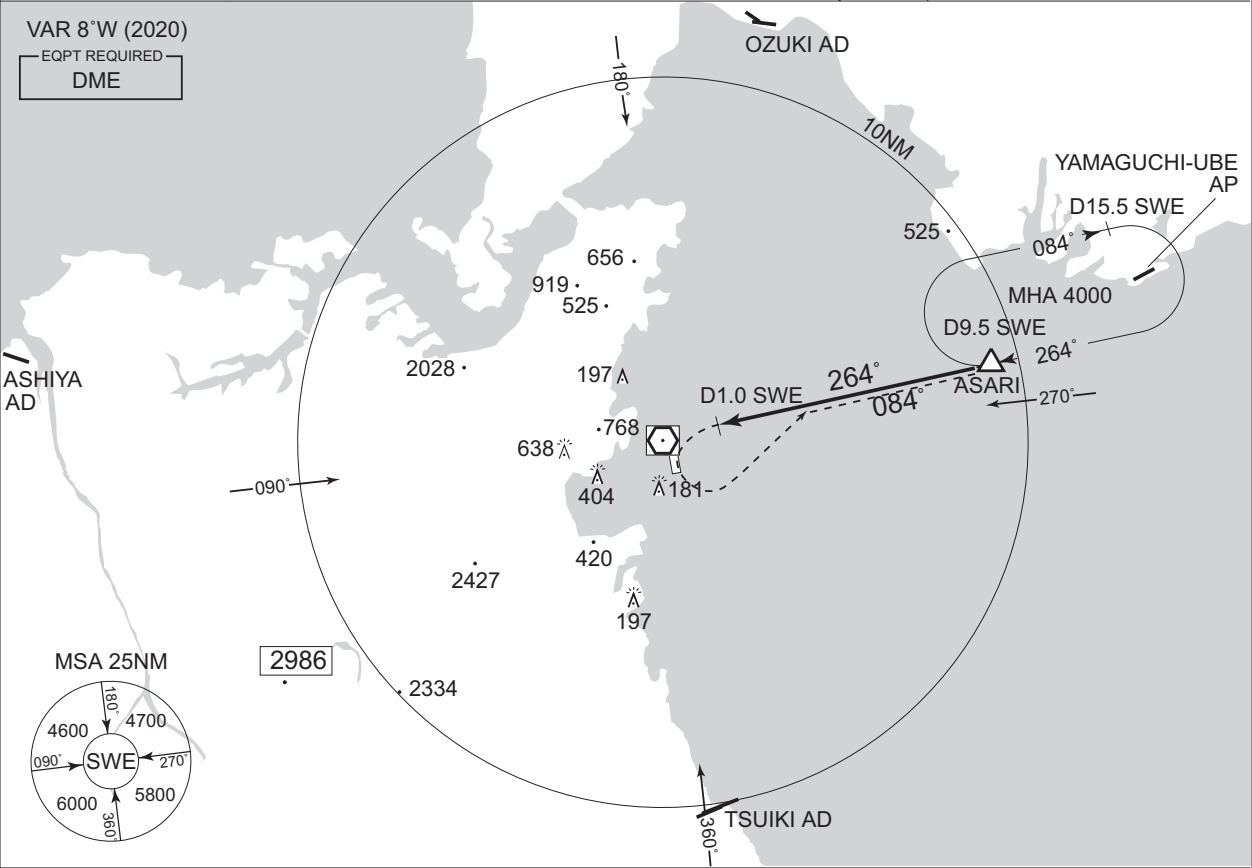 VAR 8°W (2020)
EQPT REQUIRED
DME
OZUKI AD
180°
10NM
YAMAGUCHI-UBE
AP
D15.5 SWE
525
084°
656
919
525
MHA 4000
D9.5 SWE
264°
ASHIYA
AD
2028
197
264°
ASARI
D1.0 SWE
084°
270°
768
638
404
181
090°
420
2427
197
MSA 25NM
2986
2334
180°
4600
4700
090°
SWE
270°
6000
5800
360°
TSUIKI AD
360°